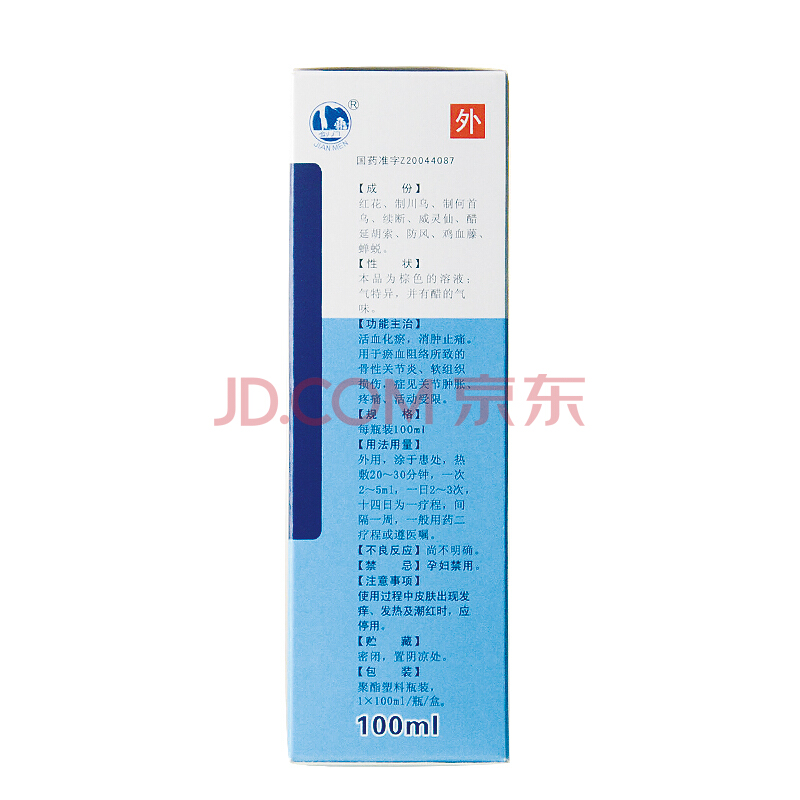 ®
外
JIANMEN
国药准字Z20044087
【成　份】
红花、制川乌、制何首
乌、续断、威灵仙、醋
延胡索、防风、鸡血藤、
蝉蜕。
【性　状】
本品为棕色的溶液；
气特异，并有醋的气
味。
【功能主治】
活血化瘀，消肿止痛。
用于瘀血阻络所致的
骨性关节炎、软组织
损伤，症见关节肿胀、
疼痛、活动受限。
JD.COM 京东
【规　格】
每瓶装100ml
【用法用量】
外用，涂于患处，热
敷20～30分钟，一次
2～5ml，一日2～3次，
十四日为一疗程，间
隔一周，一般用药二
疗程或遵医嘱。
【不良反应】尚不明确。
【禁　忌】孕妇禁用。
【注意事项】
使用过程中皮肤出现发
痒、发热及潮红时，应
停用。
【贮　藏】
密闭，置阴凉处。
【包　装】
聚酯塑料瓶装，
1×100ml/瓶/盒。
100ml